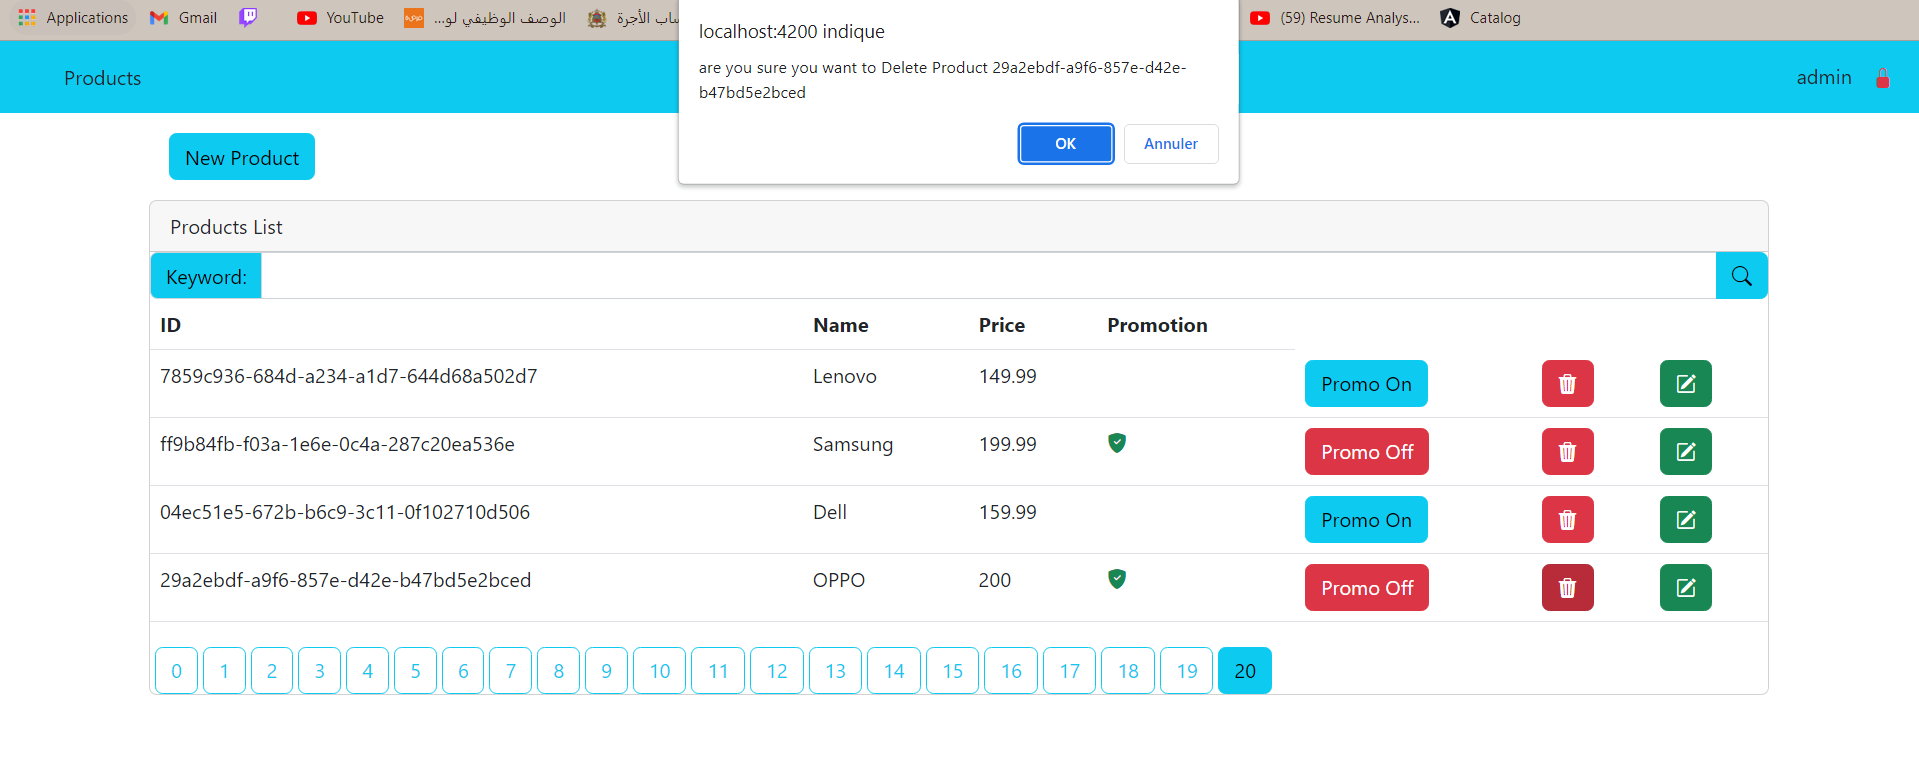 Applications Gmail YouTube الوصف الوظيفي لو... ساب الأجرة (59) Resume Analys... Catalog
localhost:4200 indique
are you sure you want to Delete Product 29a2ebdf-a9f6-857e-d42e-
b47bd5e2bced
OK Annuler
Products admin
New Product
Products List
Keyword:
ID Name Price Promotion
7859c936-684d-a234-a1d7-644d68a502d7 Lenovo 149.99 Promo On
ff9b84fb-f03a-1e6e-0c4a-287c20ea536e Samsung 199.99 Promo Off
04ec51e5-672b-b6c9-3c11-0f102710d506 Dell 159.99 Promo On
29a2ebdf-a9f6-857e-d42e-b47bd5e2bced OPPO 200 Promo Off
0 1 2 3 4 5 6 7 8 9 10 11 12 13 14 15 16 17 18 19 20